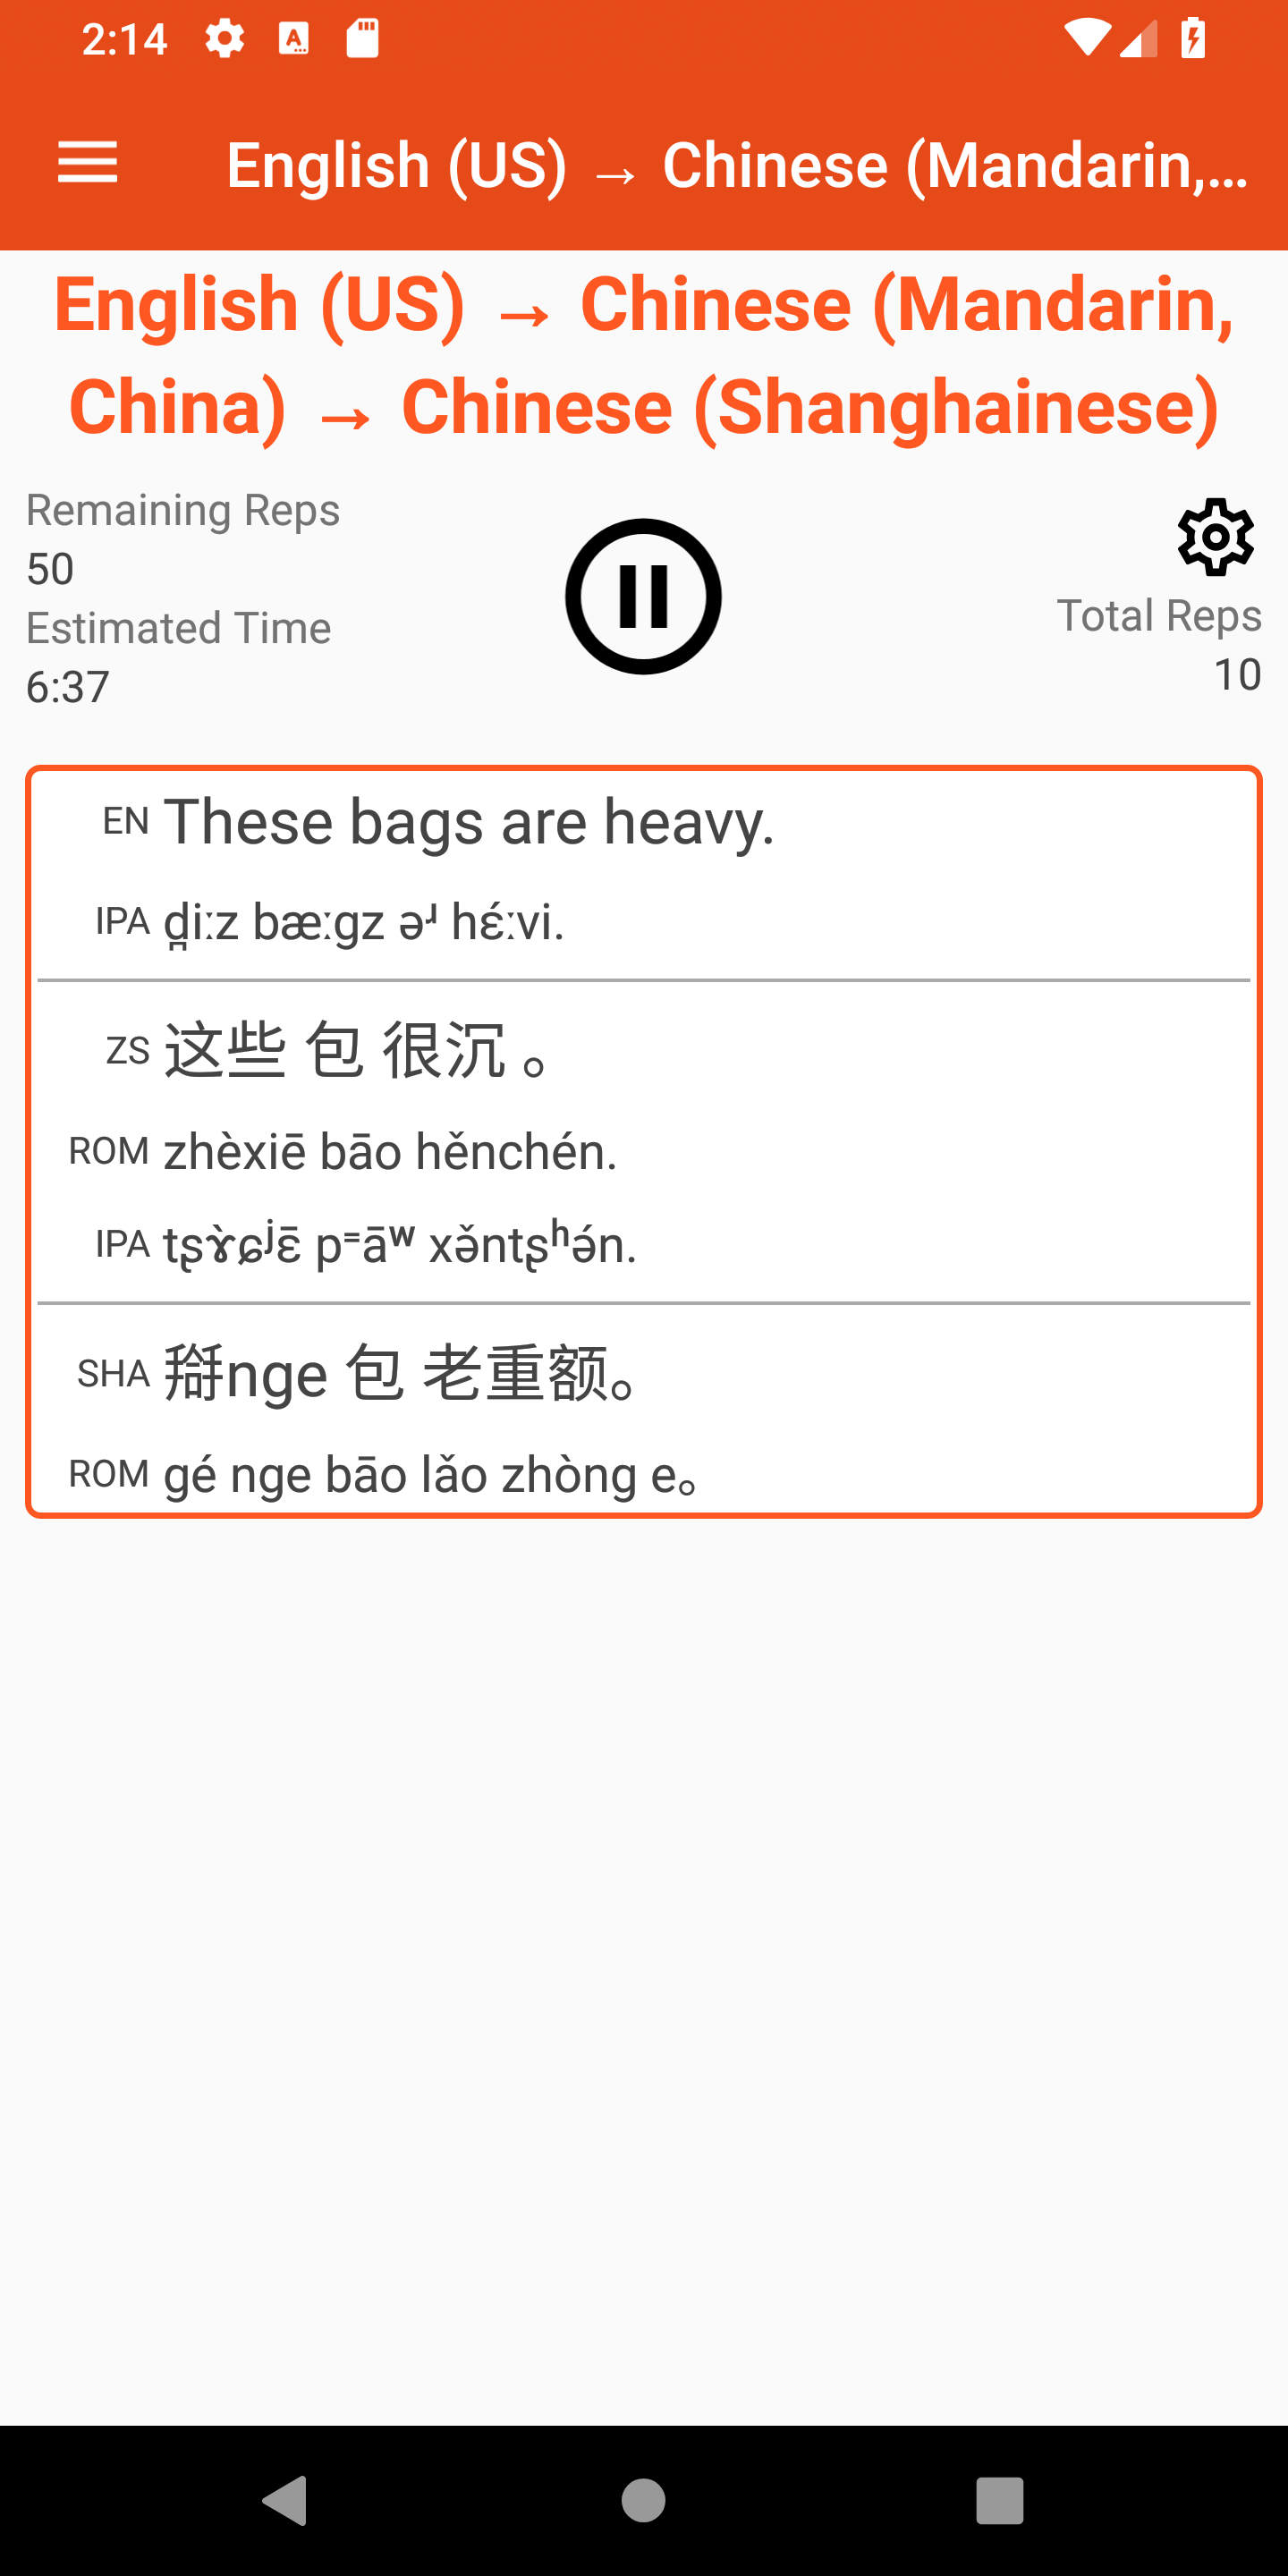 2:14
English (US) → Chinese (Mandarin,…
English (US) → Chinese (Mandarin,
China) → Chinese (Shanghainese)
Remaining Reps
50
Estimated Time
6:37
Total Reps
10
EN These bags are heavy.
IPA d̪iːz bæːgz əɹ hɛ́ːvi.
ZS 这些 包 很沉 。
ROM zhèxiē bāo hěnchén.
IPA tʂɤ̀ɕʲɛ̄ p⁼āʷ xə̌ntʂʰə́n.
SHA 搿nge 包 老重额。
ROM gé nge bāo lǎo zhòng e。